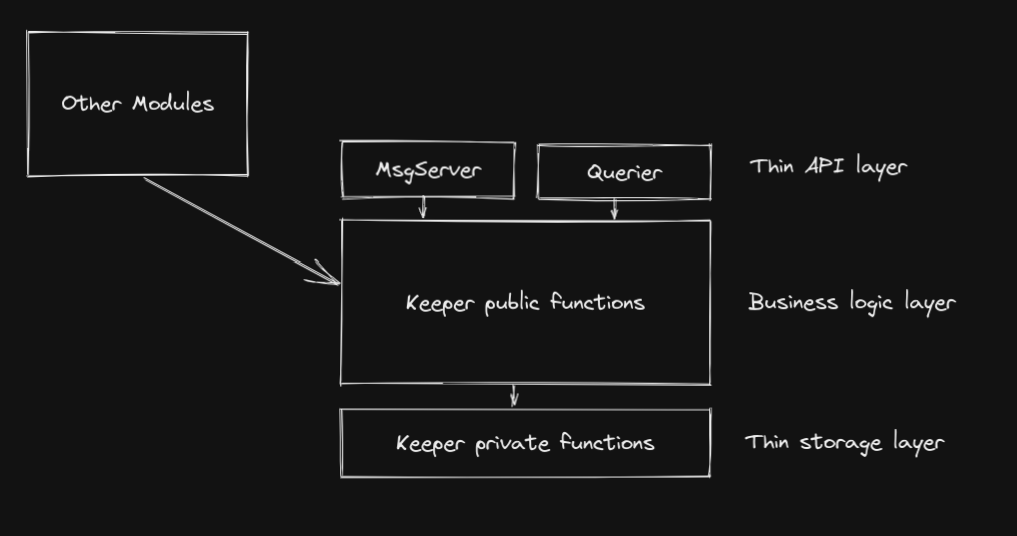 Other Modules
MsgServer
Querier
Thin API layer
Keeper public functions
Business logic layer
Keeper private functions
Thin storage layer